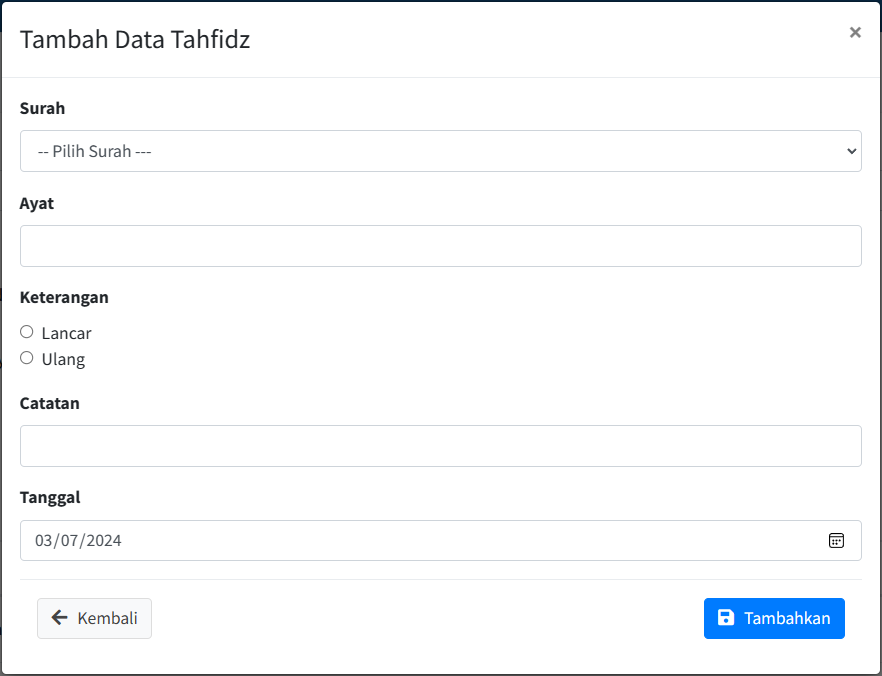 Tambah Data Tahfidz
×
Surah
-- Pilih Surah ---
Ayat
Keterangan
Lancar
Ulang
Catatan
Tanggal
03/07/2024
Kembali
Tambahkan